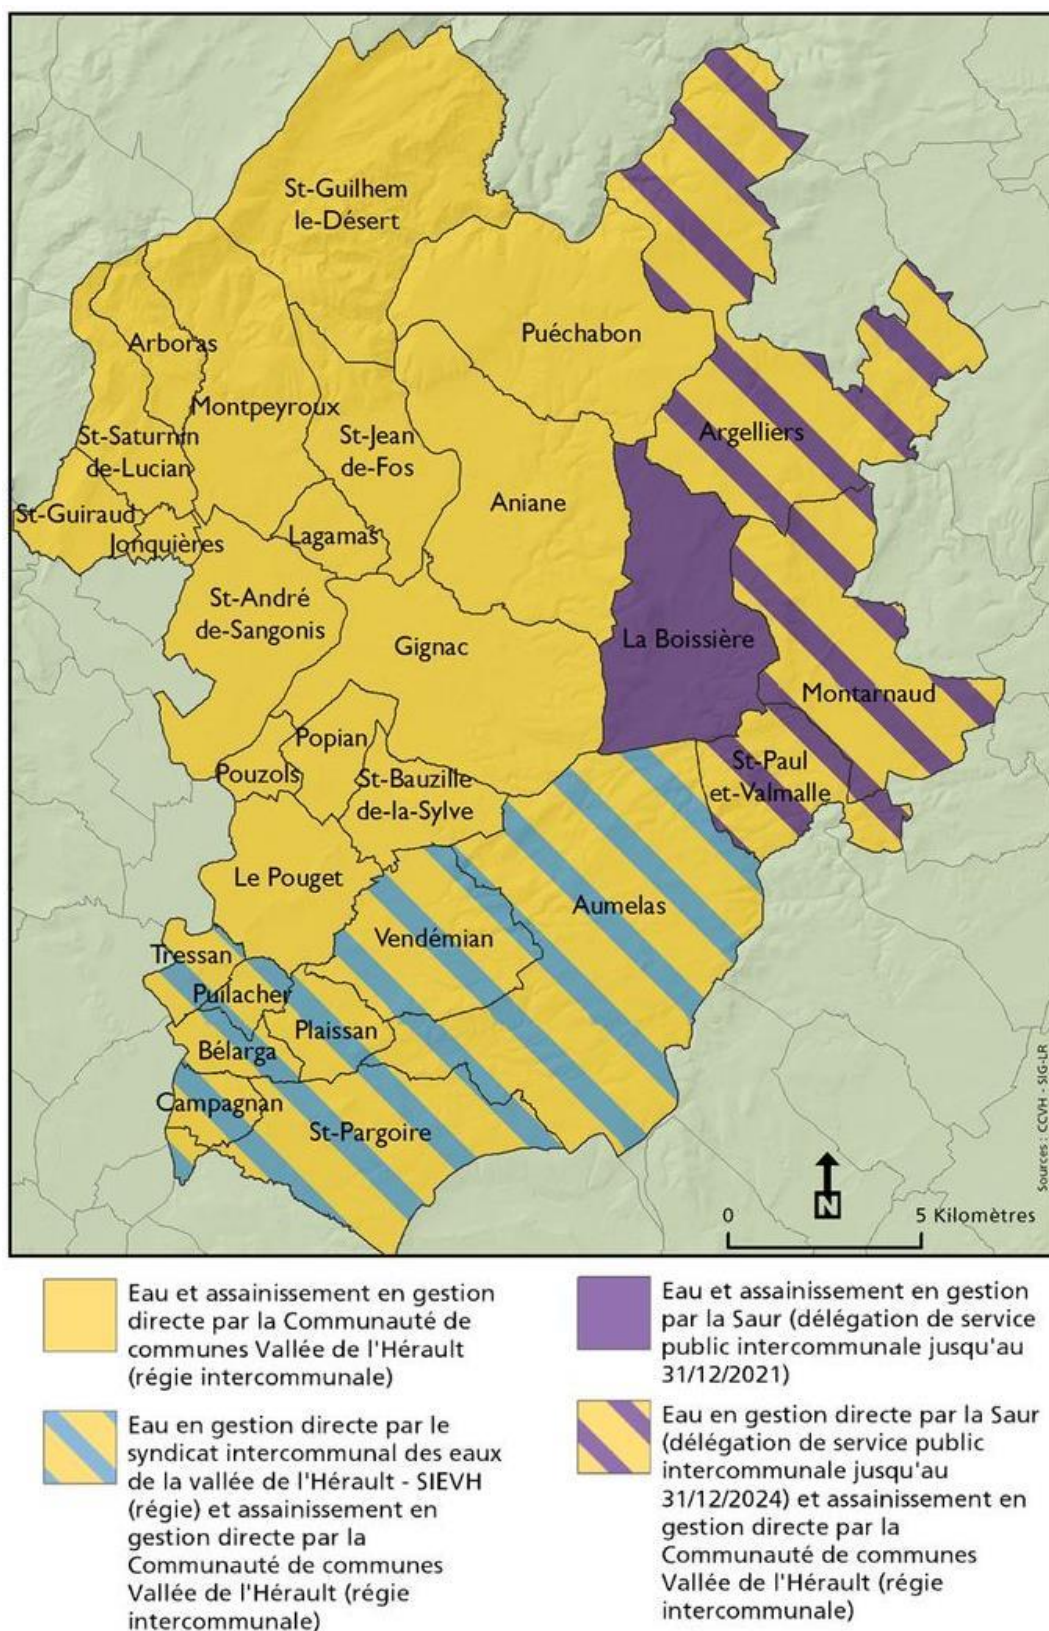 St-Guilhem
le-Désert
Puéchabon
Arboras
Montpeyroux
St-Saturnin
de-Lucian
St-Jean
de-Fos
Argelliers
Aniane
St-Guiraud
Jonquières
Lagamas
St-André
de-Sangonis
Gignac
La Boissière
Montarnaud
Popian
Pouzols
St-Bauzille
de-la-Sylve
St-Paul
et-Valmalle
Le Pouget
Aumelas
Vendémian
Tressan
Puilacher
Plaissan
Bélarga
Campagnan
St-Pargoire
N
0 5 Kilomètres
Sources : CCVH - SIG-LR
Eau et assainissement en gestion
directe par la Communauté de
communes Vallée de l'Hérault
(régie intercommunale)
Eau en gestion directe par le
syndicat intercommunal des eaux
de la vallée de l'Hérault - SIEVH
(régie) et assainissement en
gestion directe par la
Communauté de communes
Vallée de l'Hérault (régie
intercommunale)
Eau et assainissement en gestion
par la Saur (délégation de service
public intercommunale jusqu'au
31/12/2021)
Eau en gestion directe par la Saur
(délégation de service public
intercommunale jusqu'au
31/12/2024) et assainissement en
gestion directe par la
Communauté de communes
Vallée de l'Hérault (régie
intercommunale)